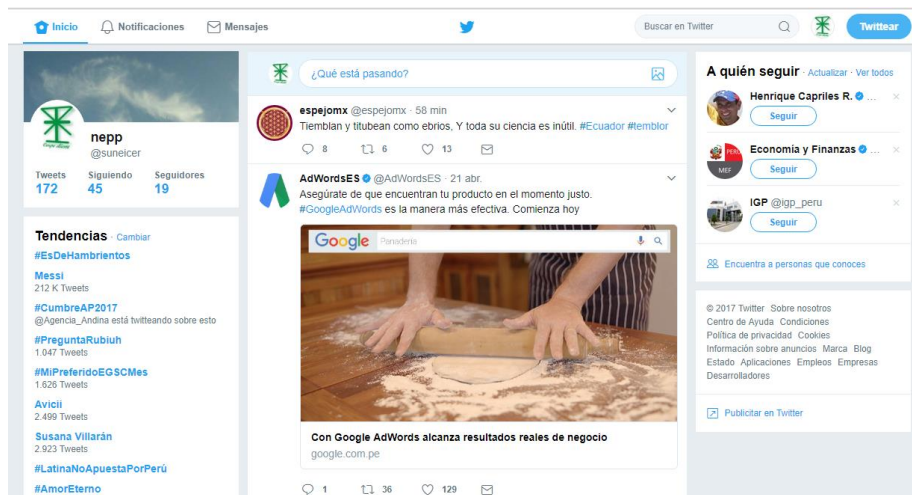 Inicio Notificaciones Mensajes Buscar en Twitter Twittear
nepp
@suneicer
Tweets Siguiendo Seguidores
172 45 19
Tendencias · Cambiar
#EsDeHambrientos
Messi
212 K Tweets
#CumbreAP2017
@Agencia_Andina está twitteando sobre esto
#PreguntaRubiuh
1.047 Tweets
#MiPreferidoEGSCMes
1.626 Tweets
Avicii
2.499 Tweets
Susana Villarán
2.923 Tweets
#LatinaNoApuestaPorPerú
#AmorEterno
¿Qué está pasando?
espejomx @espejomx · 58 min
Tiemblan y titubean como ebrios, Y toda su ciencia es inútil. #Ecuador #temblor
8 6 13
AdWordsES @AdWordsES · 21 abr.
Asegúrate de que encuentran tu producto en el momento justo.
#GoogleAdWords es la manera más efectiva. Comienza hoy
Google Panadería
Con Google AdWords alcanza resultados reales de negocio
google.com.pe
1 36 129
A quién seguir · Actualizar · Ver todos
Henrique Capriles R. ...
Seguir
PERÚ
MEF
Economía y Finanzas ...
Seguir
IGP @igp_peru
Seguir
Encuentra a personas que conoces
© 2017 Twitter Sobre nosotros
Centro de Ayuda Condiciones
Política de privacidad Cookies
Información sobre anuncios Marca Blog
Estado Aplicaciones Empleos Empresas
Desarrolladores
Publicitar en Twitter